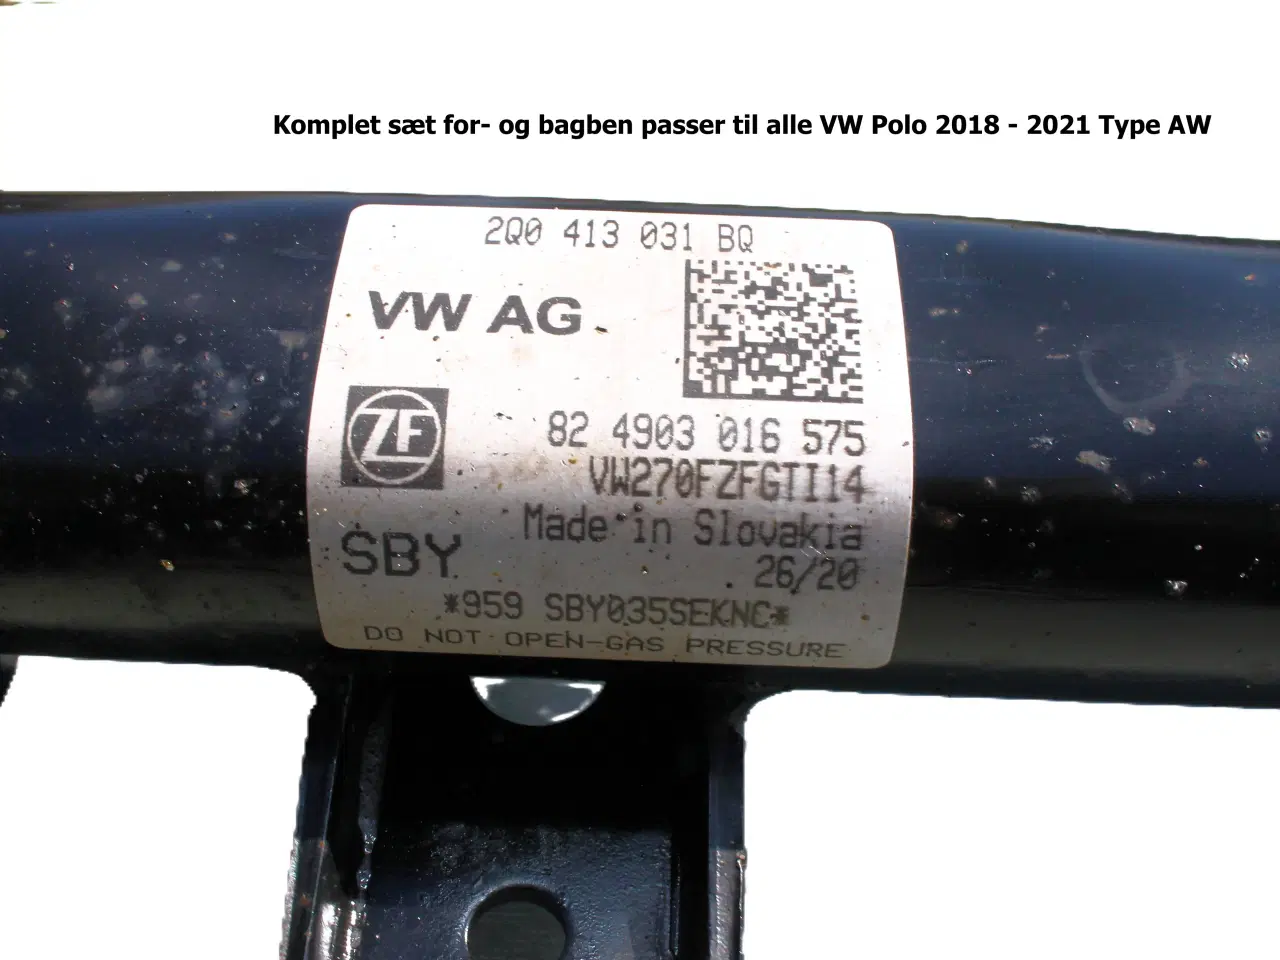 Komplet sæt for- og bagben passer til alle VW Polo 2018 - 2021 Type AW
2Q0 413 031 BQ
VW AG
82 4903 016 575
ZF
VW270FZFGTI14
Made in Slovakia
SBY
26/20
*959 SBY035SEKNC*
DO NOT OPEN-GAS PRESSURE